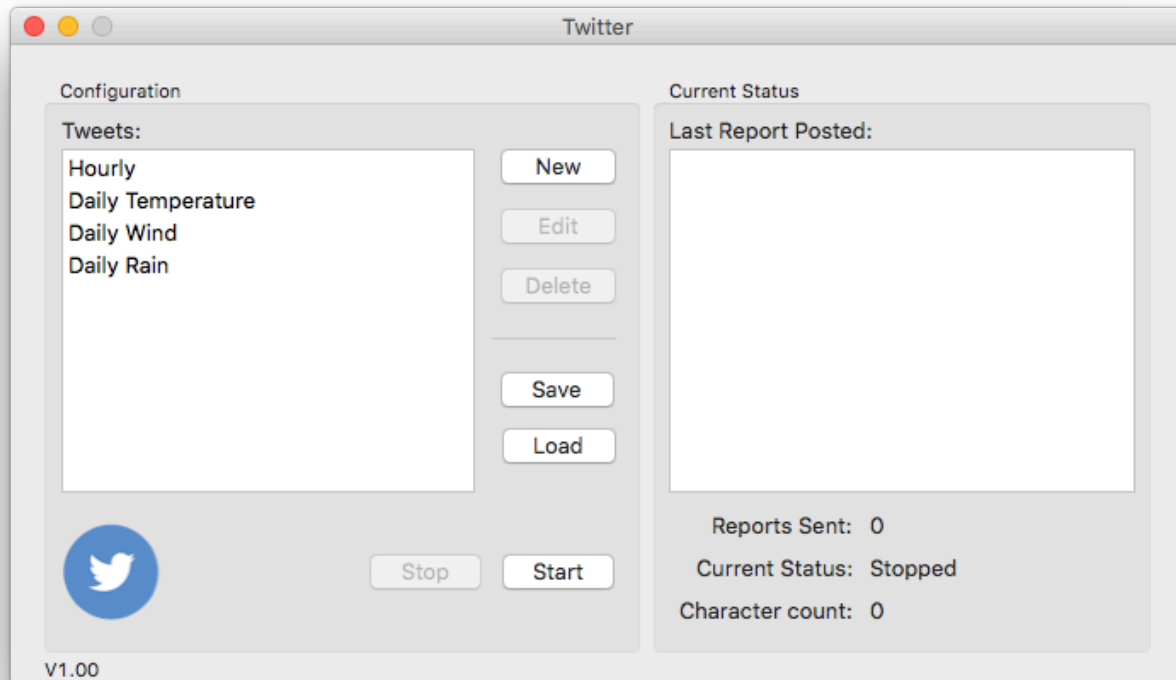 Twitter
Configuration
Tweets:
Hourly
Daily Temperature
Daily Wind
Daily Rain
New
Edit
Delete
Save
Load
Stop
Start
Current Status
Last Report Posted:
Reports Sent: 0
Current Status: Stopped
Character count: 0
V1.00